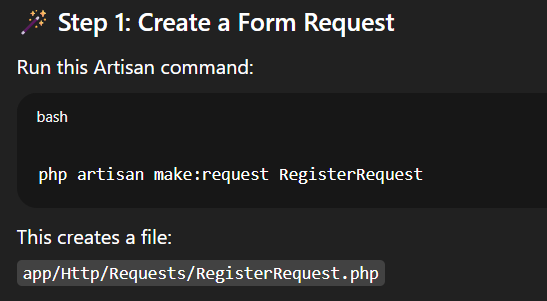 Step 1: Create a Form Request
Run this Artisan command:
bash
php artisan make:request RegisterRequest
This creates a file:
app/Http/Requests/RegisterRequest.php